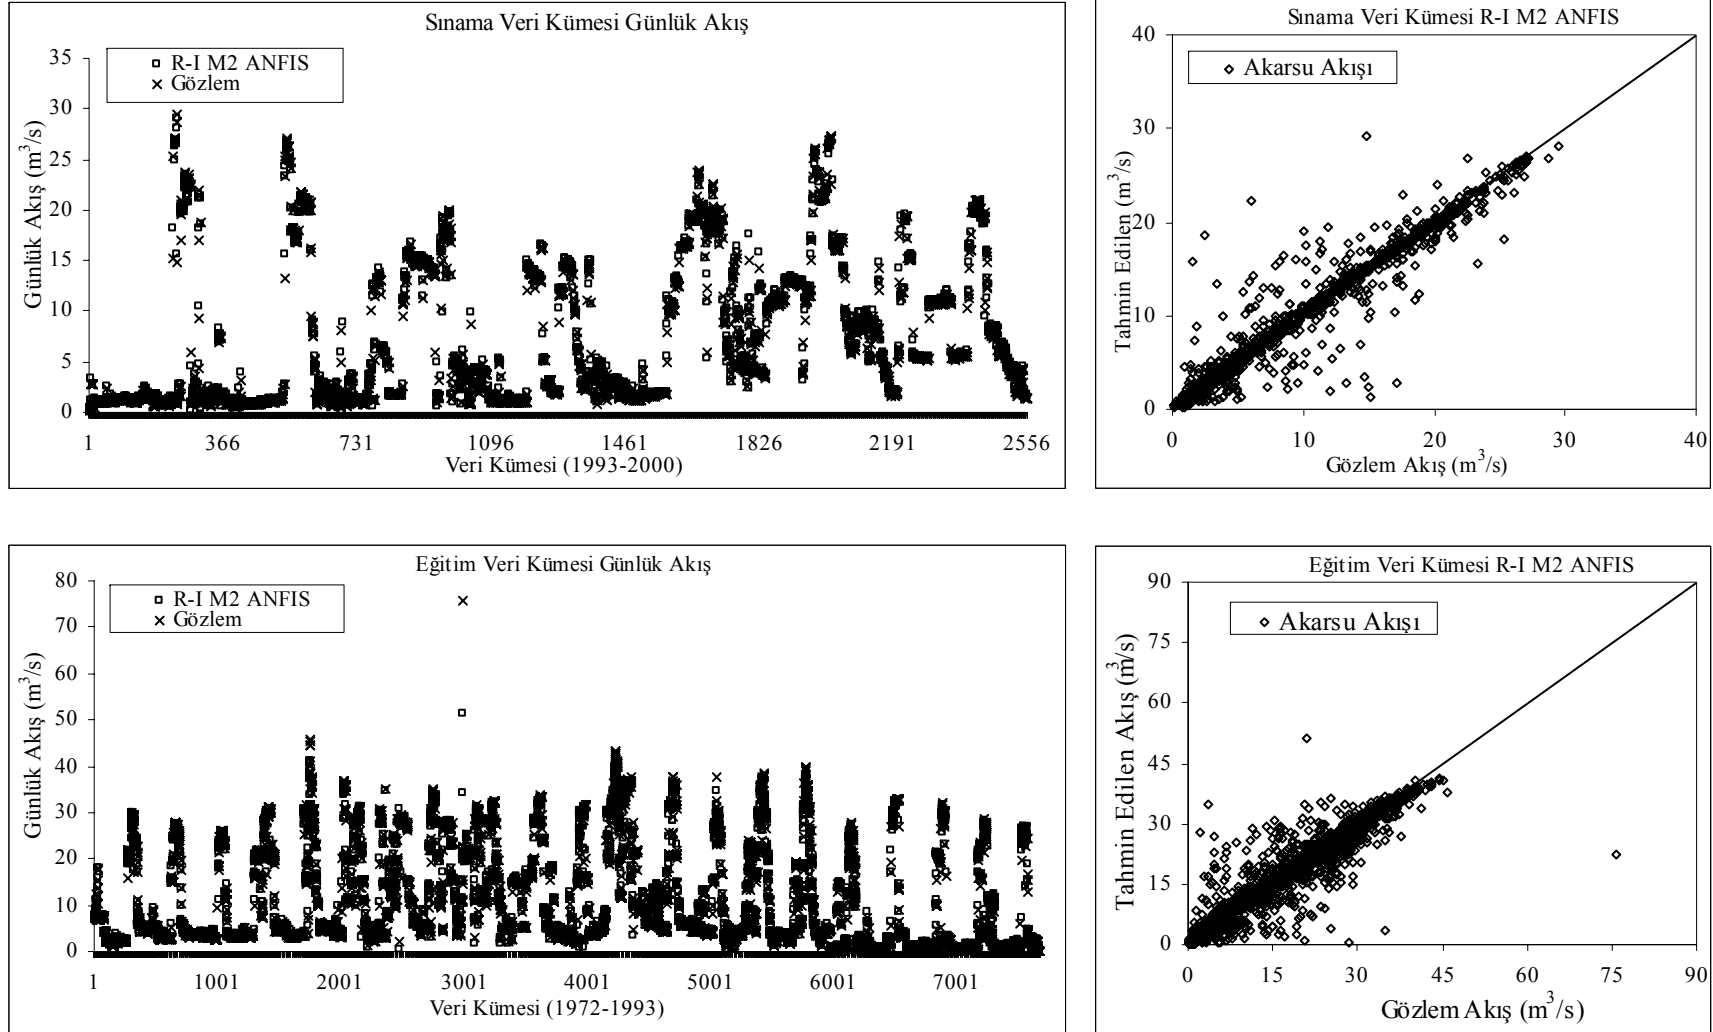 Sınama Veri Kümesi Günlük Akış
R-I M2 ANFIS
Gözlem
Günlük Akış (m³/s)
35
30
25
20
15
10
5
0
1 366 731 1096 1461 1826 2191 2556
Veri Kümesi (1993-2000)
Sınama Veri Kümesi R-I M2 ANFIS
Akarsu Akışı
Tahmin Edilen (m³/s)
40
30
20
10
0
0 10 20 30 40
Gözlem Akış (m³/s)
Eğitim Veri Kümesi Günlük Akış
R-I M2 ANFIS
Gözlem
Günlük Akış (m³/s)
80
70
60
50
40
30
20
10
0
1 1001 2001 3001 4001 5001 6001 7001
Veri Kümesi (1972-1993)
Eğitim Veri Kümesi R-I M2 ANFIS
Akarsu Akışı
Tahmin Edilen Akış (m³/s)
90
75
60
45
30
15
0
0 15 30 45 60 75 90
Gözlem Akış (m³/s)